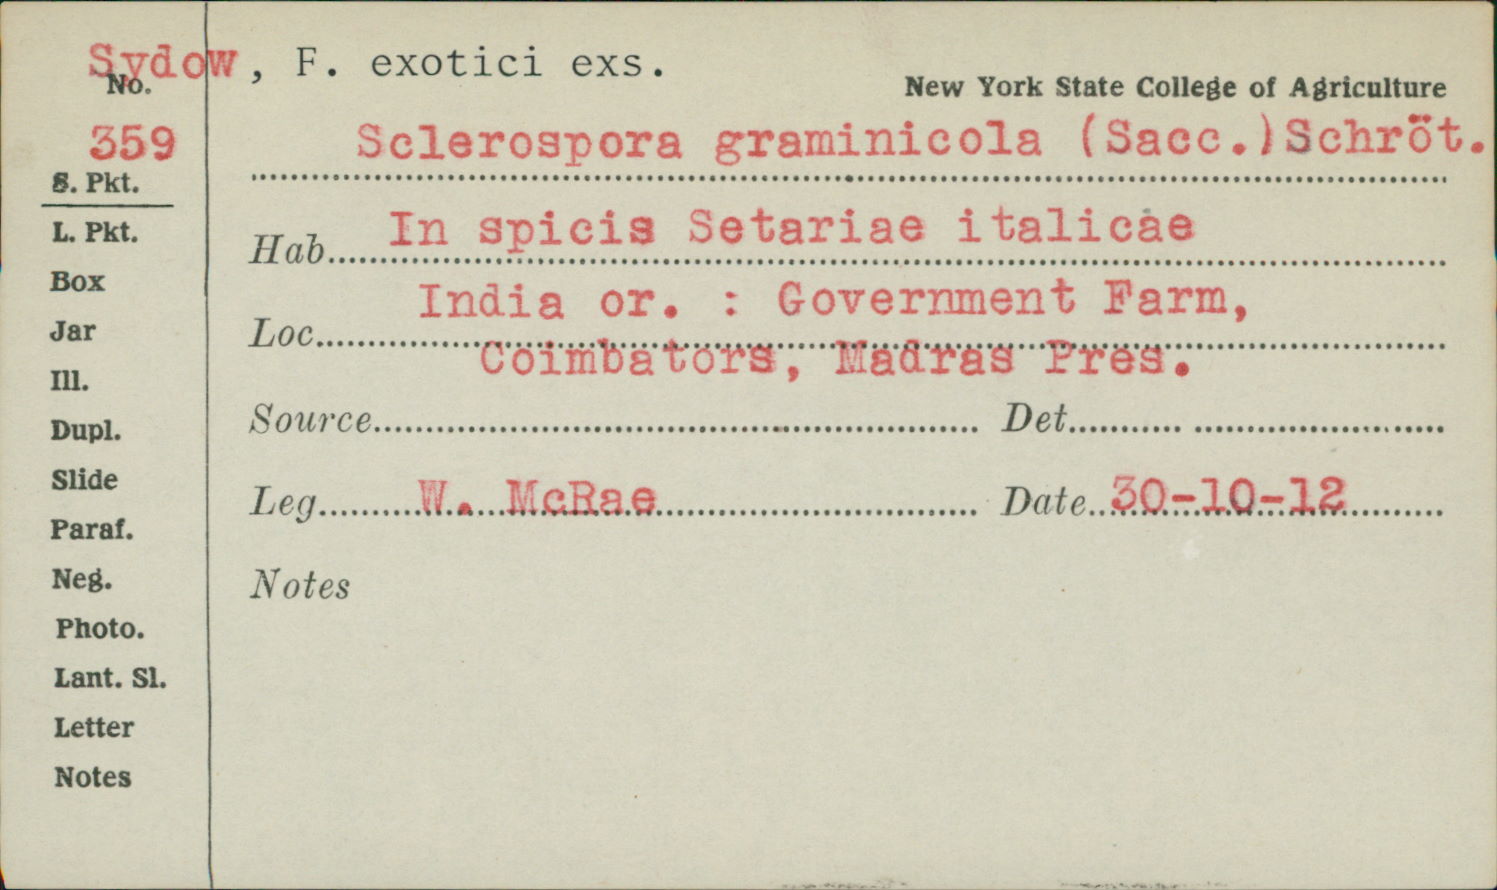 Sydow, F. exotici exs.
No.
New York State College of Agriculture
359
Sclerospora graminicola (Sacc.)Schröt.
S. Pkt.
L. Pkt.
Hab. In spicis Setariae italicae
Box
Jar
Loc. India or. : Government Farm,
Coimbators, Madras Pres.
Ill.
Dupl.
Source Det.
Slide
Leg. W. McRae Date. 30-10-12
Paraf.
Neg.
Notes
Photo.
Lant. Sl.
Letter
Notes